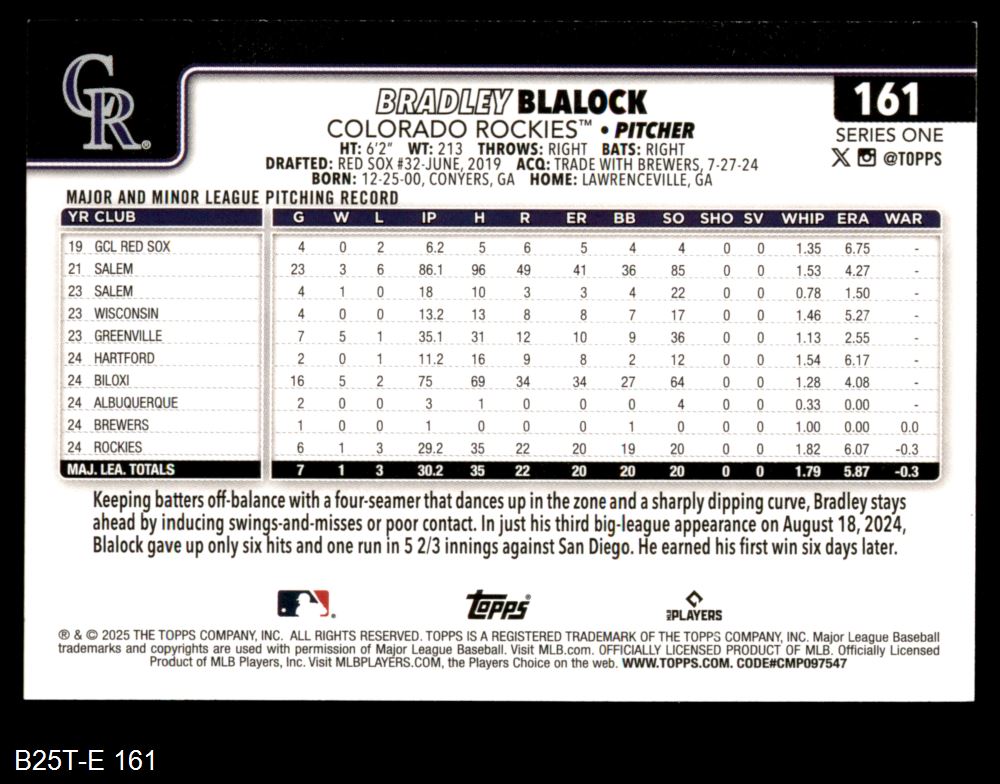 CR®
BRADLEY BLALOCK
161
COLORADO ROCKIES™ • PITCHER
SERIES ONE
HT: 6'2" WT: 213 THROWS: RIGHT BATS: RIGHT
@TOPPS
DRAFTED: RED SOX #32-JUNE, 2019 ACQ: TRADE WITH BREWERS, 7-27-24
BORN: 12-25-00, CONYERS, GA HOME: LAWRENCEVILLE, GA
MAJOR AND MINOR LEAGUE PITCHING RECORD
YR CLUB G W L IP H R ER BB SO SHO SV WHIP ERA WAR
19 GCL RED SOX 4 0 2 6.2 5 6 5 4 4 0 0 1.35 6.75 -
21 SALEM 23 3 6 86.1 96 49 41 36 85 0 0 1.53 4.27 -
23 SALEM 4 1 0 18 10 3 3 4 22 0 0 0.78 1.50 -
23 WISCONSIN 4 0 0 13.2 13 8 8 7 17 0 0 1.46 5.27 -
23 GREENVILLE 7 5 1 35.1 31 12 10 9 36 0 0 1.13 2.55 -
24 HARTFORD 2 0 1 11.2 16 9 8 2 12 0 0 1.54 6.17 -
24 BILOXI 16 5 2 75 69 34 34 27 64 0 0 1.28 4.08 -
24 ALBUQUERQUE 2 0 0 3 1 0 0 0 4 0 0 0.33 0.00 -
24 BREWERS 1 0 0 1 0 0 0 1 0 0 0 1.00 0.00 0.0
24 ROCKIES 6 1 3 29.2 35 22 20 19 20 0 0 1.82 6.07 -0.3
MAJ. LEA. TOTALS 7 1 3 30.2 35 22 20 20 20 0 0 1.79 5.87 -0.3
Keeping batters off-balance with a four-seamer that dances up in the zone and a sharply dipping curve, Bradley stays
ahead by inducing swings-and-misses or poor contact. In just his third big-league appearance on August 18, 2024,
Blalock gave up only six hits and one run in 5 2/3 innings against San Diego. He earned his first win six days later.
Topps®
MLB PLAYERS
® & © 2025 THE TOPPS COMPANY, INC. ALL RIGHTS RESERVED. TOPPS IS A REGISTERED TRADEMARK OF THE TOPPS COMPANY, INC. Major League Baseball
trademarks and copyrights are used with permission of Major League Baseball. Visit MLB.com. OFFICIALLY LICENSED PRODUCT OF MLB. Officially Licensed
Product of MLB Players, Inc. Visit MLBPLAYERS.COM, the Players Choice on the web. WWW.TOPPS.COM. CODE#CMP097547
B25T-E 161